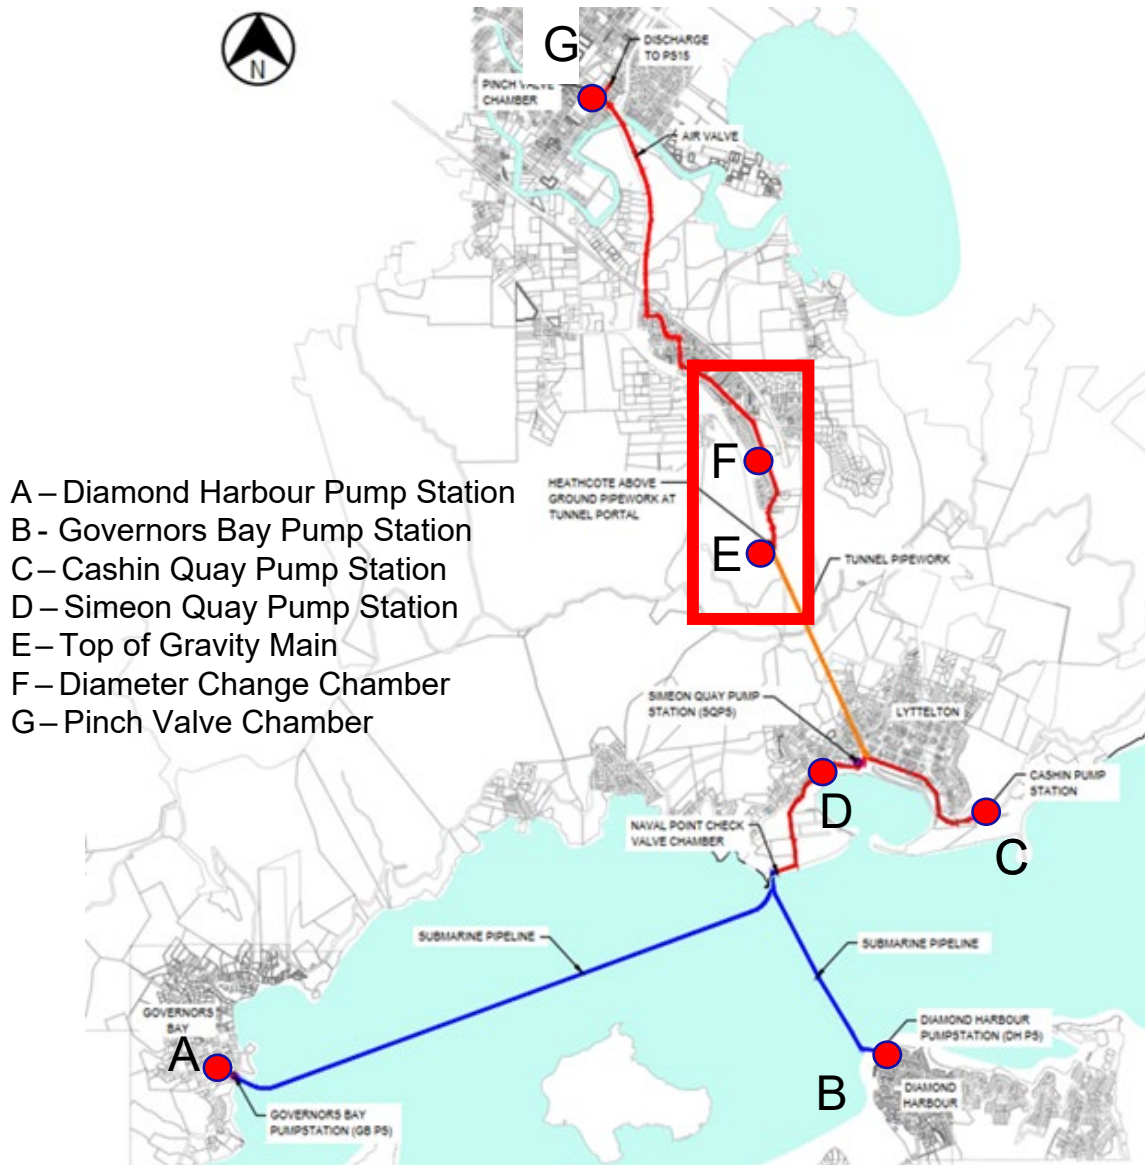 N
G
DISCHARGE
TO PS15
PINCH VALVE
CHAMBER
AIR VALVE
F
HEATHCOTE ABOVE
GROUND PIPEWORK AT
TUNNEL PORTAL
E
TUNNEL PIPEWORK
A – Diamond Harbour Pump Station
B - Governors Bay Pump Station
C – Cashin Quay Pump Station
D – Simeon Quay Pump Station
E – Top of Gravity Main
F – Diameter Change Chamber
G – Pinch Valve Chamber
SIMEON QUAY PUMP
STATION (SQPS)
LYTTELTON
CASHIN PUMP
STATION
D
NAVAL POINT CHECK
VALVE CHAMBER
C
SUBMARINE PIPELINE
SUBMARINE PIPELINE
GOVERNORS
BAY
A
DIAMOND HARBOUR
PUMPSTATION (DH PS)
B
DIAMOND
HARBOUR
GOVERNORS BAY
PUMPSTATION (GB PS)